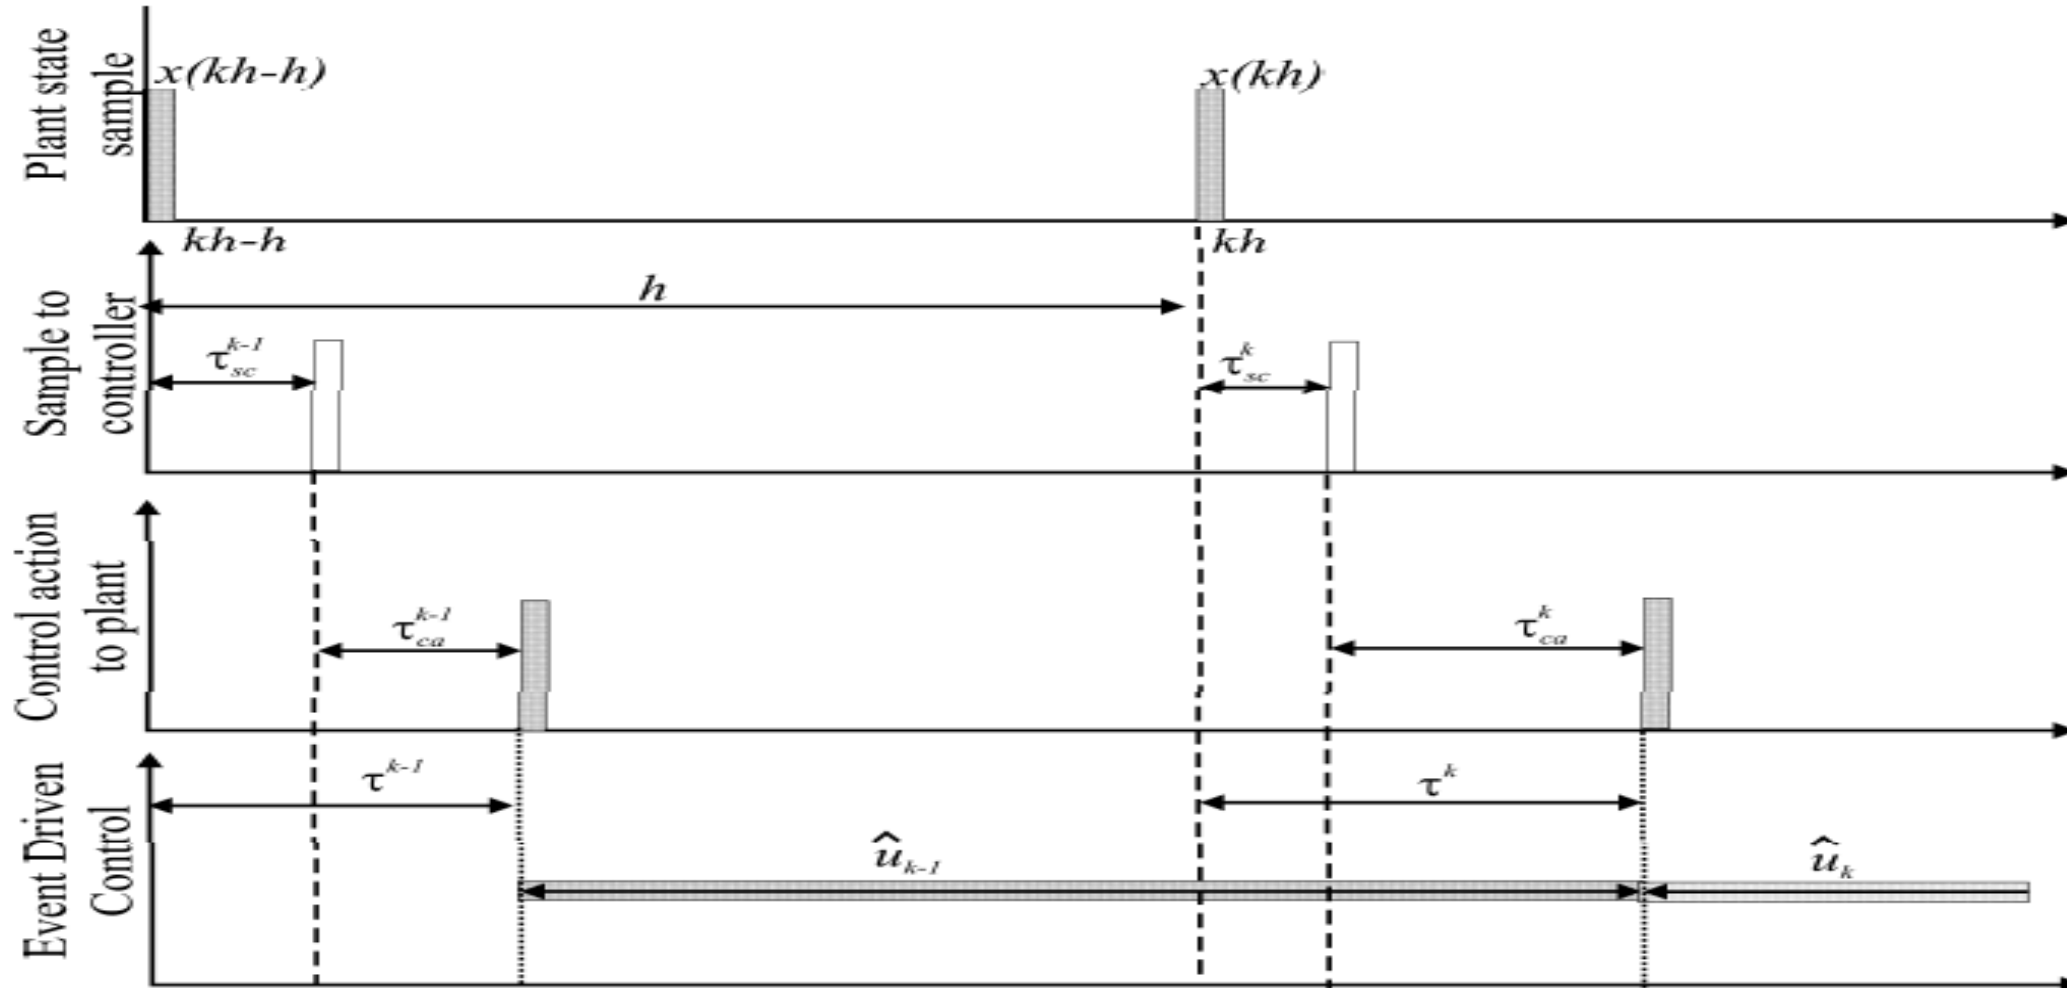 Plant state
sample
x(kh-h)
x(kh)
kh-h
kh
Sample to
controller
h
τ_sc^k-1
τ_sc^k
Control action
to plant
τ_ca^k-1
τ_ca^k
Event Driven
Control
τ^k-1
τ^k
û_k-1
û_k